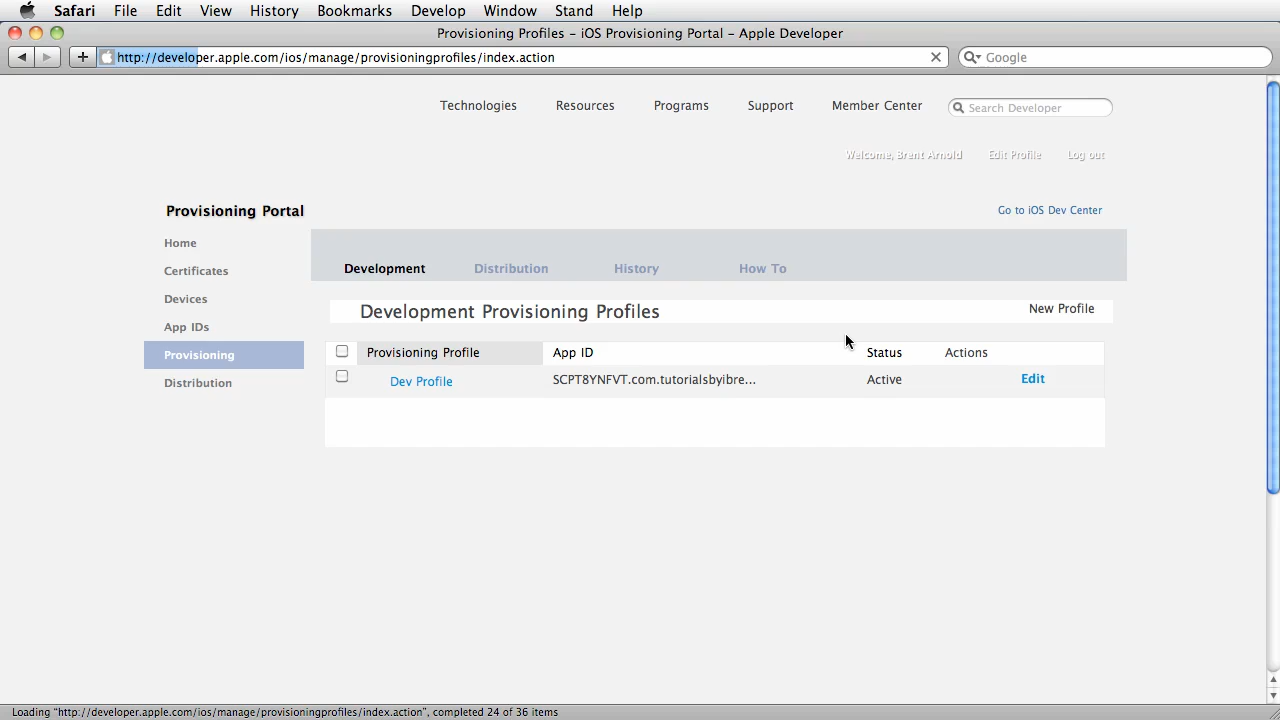 Safari File Edit View History Bookmarks Develop Window Stand Help
Provisioning Profiles – iOS Provisioning Portal – Apple Developer
http://developer.apple.com/ios/manage/provisioningprofiles/index.action Google
Technologies Resources Programs Support Member Center Search Developer
Welcome, Brent Arnold Edit Profile Log out
Provisioning Portal Go to iOS Dev Center
Home
Certificates
Devices
App IDs
Provisioning
Distribution
Development Distribution History How To
Development Provisioning Profiles New Profile
Provisioning Profile App ID Status Actions
Dev Profile SCPT8YNFVT.com.tutorialsbyibre... Active Edit
Loading “http://developer.apple.com/ios/manage/provisioningprofiles/index.action”, completed 24 of 36 items